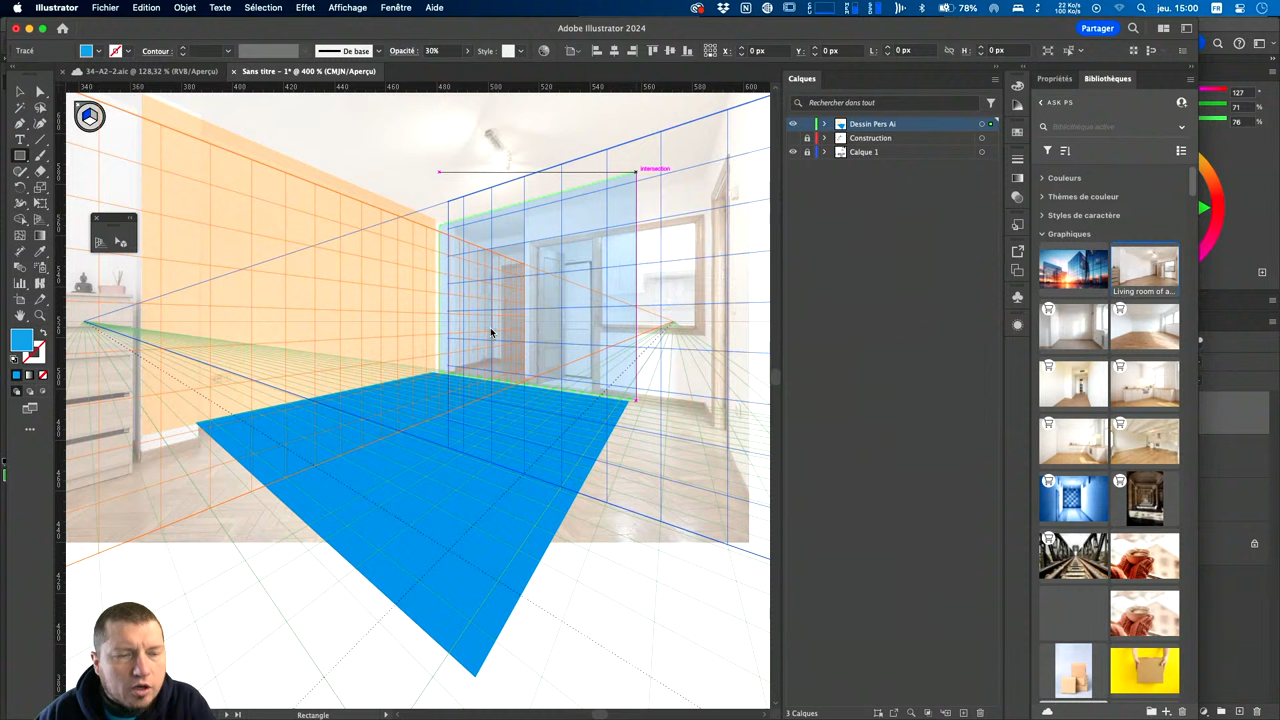 Illustrator Fichier Edition Objet Texte Sélection Effet Affichage Fenêtre Aide 78% 22 Ko/s 70 Ko/s FR jeu. à 15:00
Adobe Illustrator 2024 Partager
Tracé Contour : De base Opacité : 30% Style : X : 0 px Y : 0 px L : 0 px H : 0 px
34-A2-2.aic @ 128,32 % (RVB/Aperçu) Sans titre - 1* @ 400 % (CMJN/Aperçu)
340 360 380 400 420 440 460 480 500 520 540 560 580 600
Calques Propriétés Bibliothèques
Rechercher dans tout ASK PS
Dessin Pers Ai Bibliothèque active
Construction
Calque 1
intersection
Couleurs
Thèmes de couleur
Styles de caractère
Graphiques
Living room of a...
127
71
76
3 Calques
Rectangle